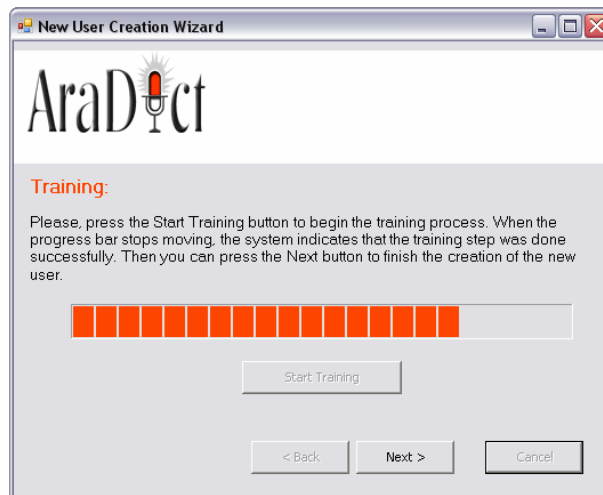 New User Creation Wizard
AraDict
Training:
Please, press the Start Training button to begin the training process. When the
progress bar stops moving, the system indicates that the training step was done
successfully. Then you can press the Next button to finish the creation of the new
user.
Start Training
< Back
Next >
Cancel